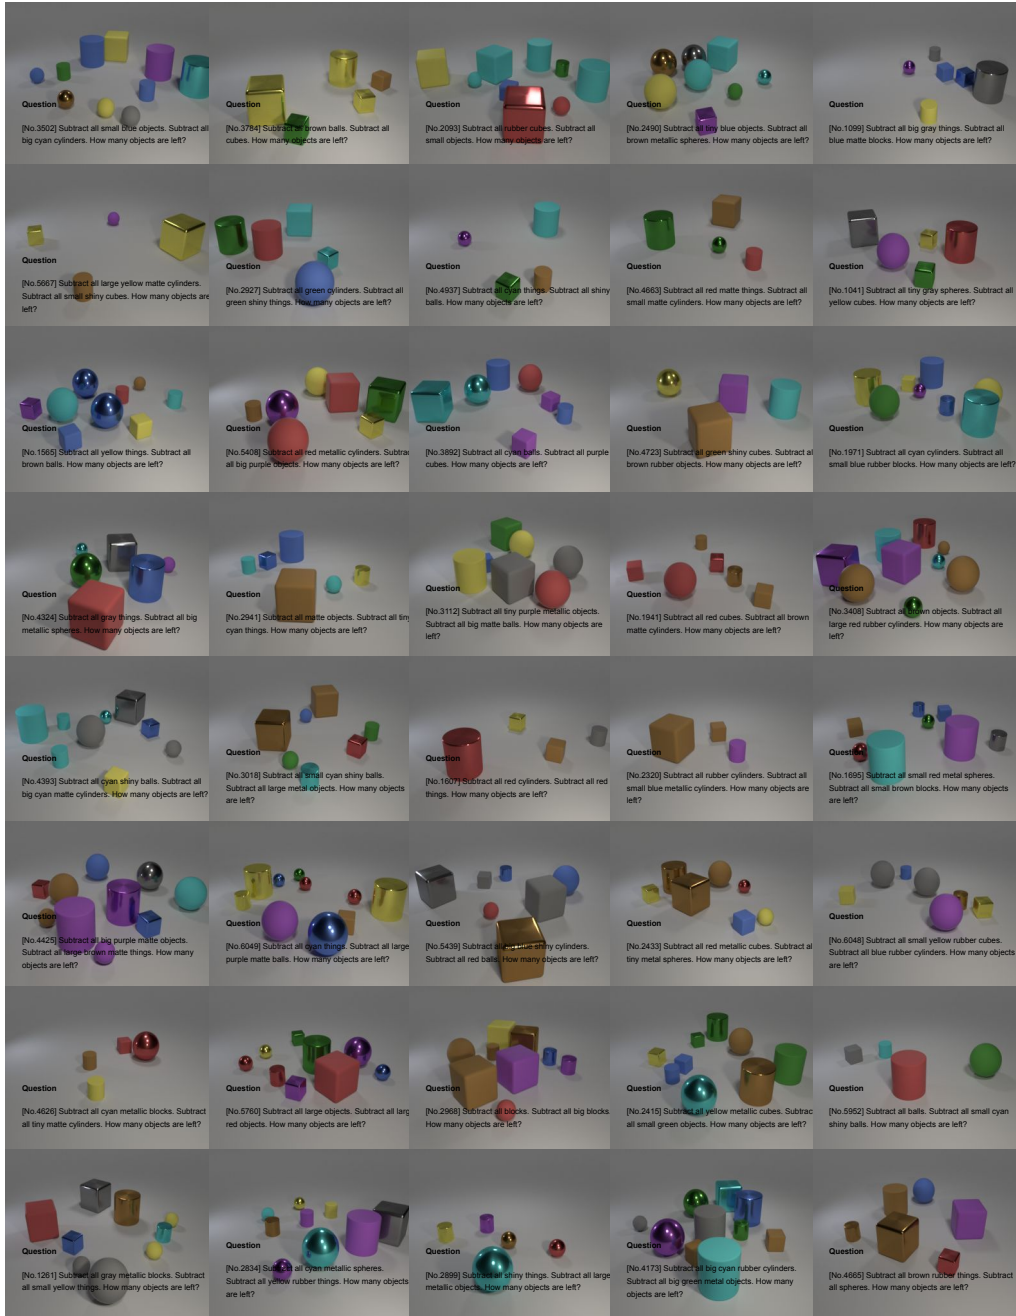 Question
[No.3502] Subtract all small blue objects. Subtract all
big cyan cylinders. How many objects are left?
Question
[No.3784] Subtract all brown balls. Subtract all
cubes. How many objects are left?
Question
[No.2093] Subtract all rubber cubes. Subtract all
small objects. How many objects are left?
Question
[No.2490] Subtract all tiny blue objects. Subtract all
brown metallic spheres. How many objects are left?
Question
[No.1099] Subtract all big gray things. Subtract all
blue matte blocks. How many objects are left?
Question
[No.5667] Subtract all large yellow matte cylinders.
Subtract all small shiny cubes. How many objects are
left?
Question
[No.2927] Subtract all green cylinders. Subtract all
green shiny things. How many objects are left?
Question
[No.4937] Subtract all cyan things. Subtract all shiny
balls. How many objects are left?
Question
[No.4663] Subtract all red matte things. Subtract all
small matte cylinders. How many objects are left?
Question
[No.1041] Subtract all tiny gray spheres. Subtract all
yellow cubes. How many objects are left?
Question
[No.1565] Subtract all yellow things. Subtract all
brown balls. How many objects are left?
Question
[No.5408] Subtract all red metallic cylinders. Subtrac
all big purple objects. How many objects are left?
Question
[No.3892] Subtract all cyan balls. Subtract all purple
cubes. How many objects are left?
Question
[No.4723] Subtract all green shiny cubes. Subtract al
brown rubber objects. How many objects are left?
Question
[No.1971] Subtract all cyan cylinders. Subtract all
small blue rubber blocks. How many objects are left?
Question
[No.4324] Subtract all gray things. Subtract all big
metallic spheres. How many objects are left?
Question
[No.2941] Subtract all matte objects. Subtract all tiny
cyan things. How many objects are left?
Question
[No.3112] Subtract all tiny purple metallic objects.
Subtract all big matte balls. How many objects are
left?
Question
[No.1941] Subtract all red cubes. Subtract all brown
matte cylinders. How many objects are left?
Question
[No.3408] Subtract all brown objects. Subtract all
large red rubber cylinders. How many objects are
left?
Question
[No.4393] Subtract all cyan shiny balls. Subtract all
big cyan matte cylinders. How many objects are left?
Question
[No.3018] Subtract all small cyan shiny balls.
Subtract all large metal objects. How many objects
are left?
Question
[No.1607] Subtract all red cylinders. Subtract all red
things. How many objects are left?
Question
[No.2320] Subtract all rubber cylinders. Subtract all
small blue metallic cylinders. How many objects are
left?
Question
[No.1695] Subtract all small red metal spheres.
Subtract all small brown blocks. How many objects
are left?
Question
[No.4425] Subtract all big purple matte objects.
Subtract all large brown matte things. How many
objects are left?
Question
[No.6049] Subtract all cyan things. Subtract all large
purple matte balls. How many objects are left?
Question
[No.5439] Subtract all big blue shiny cylinders.
Subtract all red balls. How many objects are left?
Question
[No.2433] Subtract all red metallic cubes. Subtract al
tiny metal spheres. How many objects are left?
Question
[No.6048] Subtract all small yellow rubber cubes.
Subtract all blue rubber cylinders. How many objects
are left?
Question
[No.4626] Subtract all cyan metallic blocks. Subtract
all tiny matte cylinders. How many objects are left?
Question
[No.5760] Subtract all large objects. Subtract all larg
red objects. How many objects are left?
Question
[No.2968] Subtract all blocks. Subtract all big blocks
How many objects are left?
Question
[No.2415] Subtract all yellow metallic cubes. Subtrac
all small green objects. How many objects are left?
Question
[No.5952] Subtract all balls. Subtract all small cyan
shiny balls. How many objects are left?
Question
[No.1261] Subtract all gray metallic blocks. Subtract
all small yellow things. How many objects are left?
Question
[No.2834] Subtract all cyan metallic spheres.
Subtract all yellow rubber things. How many objects
are left?
Question
[No.2899] Subtract all shiny things. Subtract all large
metallic objects. How many objects are left?
Question
[No.4173] Subtract all big cyan rubber cylinders.
Subtract all big green metal objects. How many
objects are left?
Question
[No.4665] Subtract all brown rubber things. Subtract
all spheres. How many objects are left?